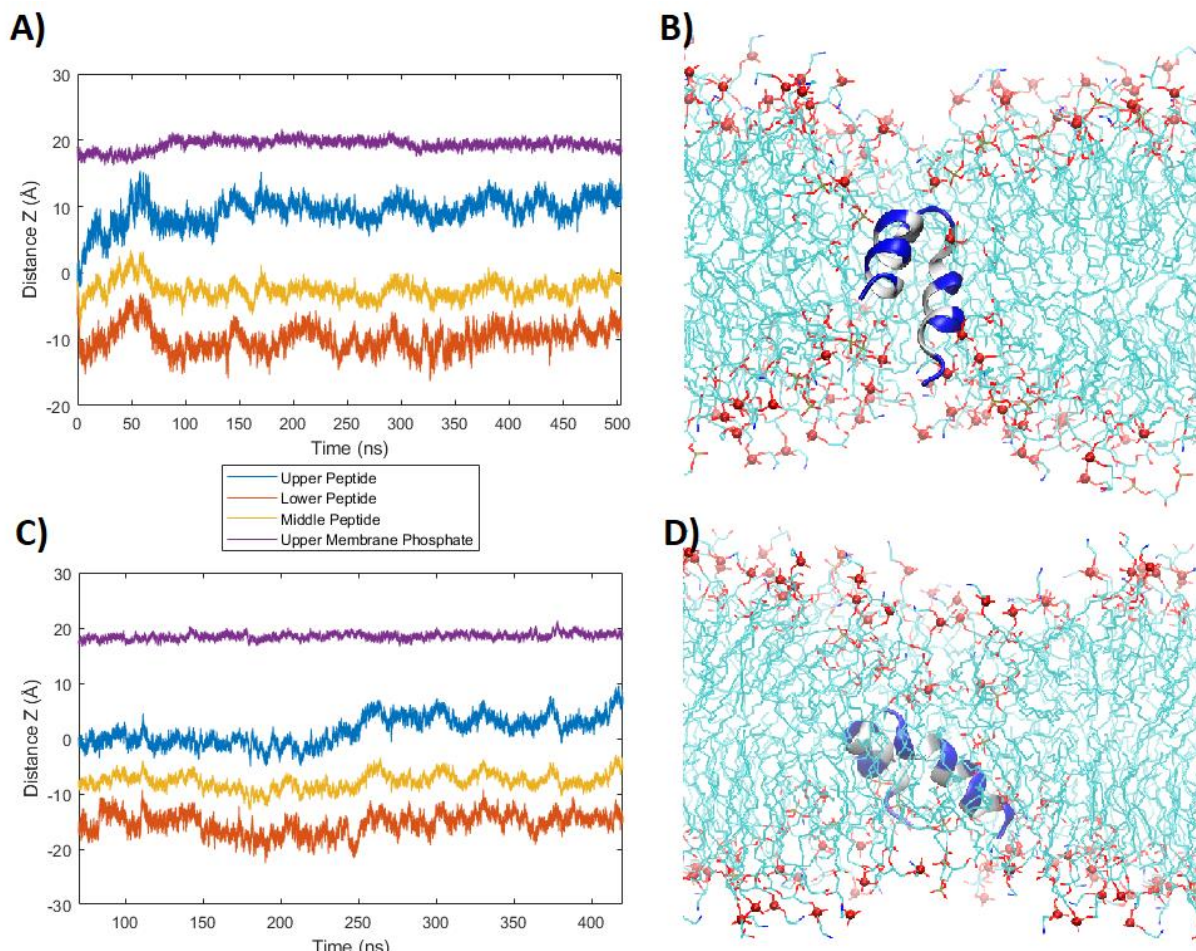 A)
B)
30
20
10
0
-10
-20
Distance Z (Å)
0 50 100 150 200 250 300 350 400 450 500
Time (ns)
Upper Peptide
Lower Peptide
Middle Peptide
Upper Membrane Phosphate
C)
D)
30
20
10
0
-10
-20
-30
Distance Z (Å)
100 150 200 250 300 350 400
Time (ns)